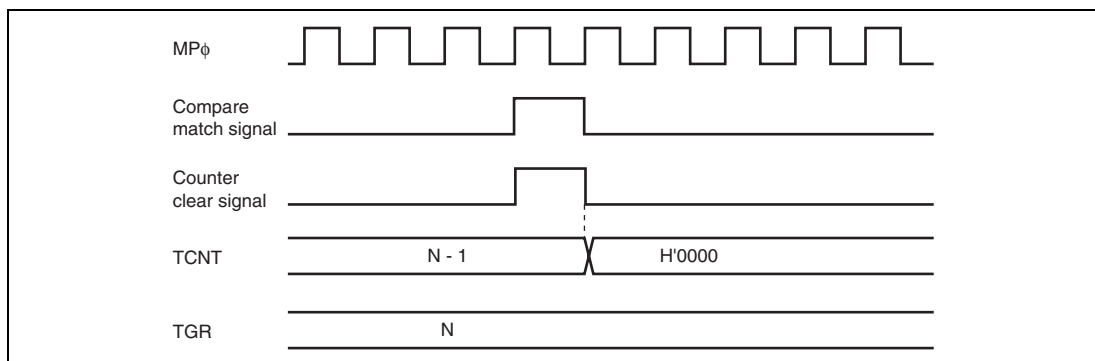 MPϕ
Compare
match signal
Counter
clear signal
TCNT
N - 1
H'0000
TGR
N